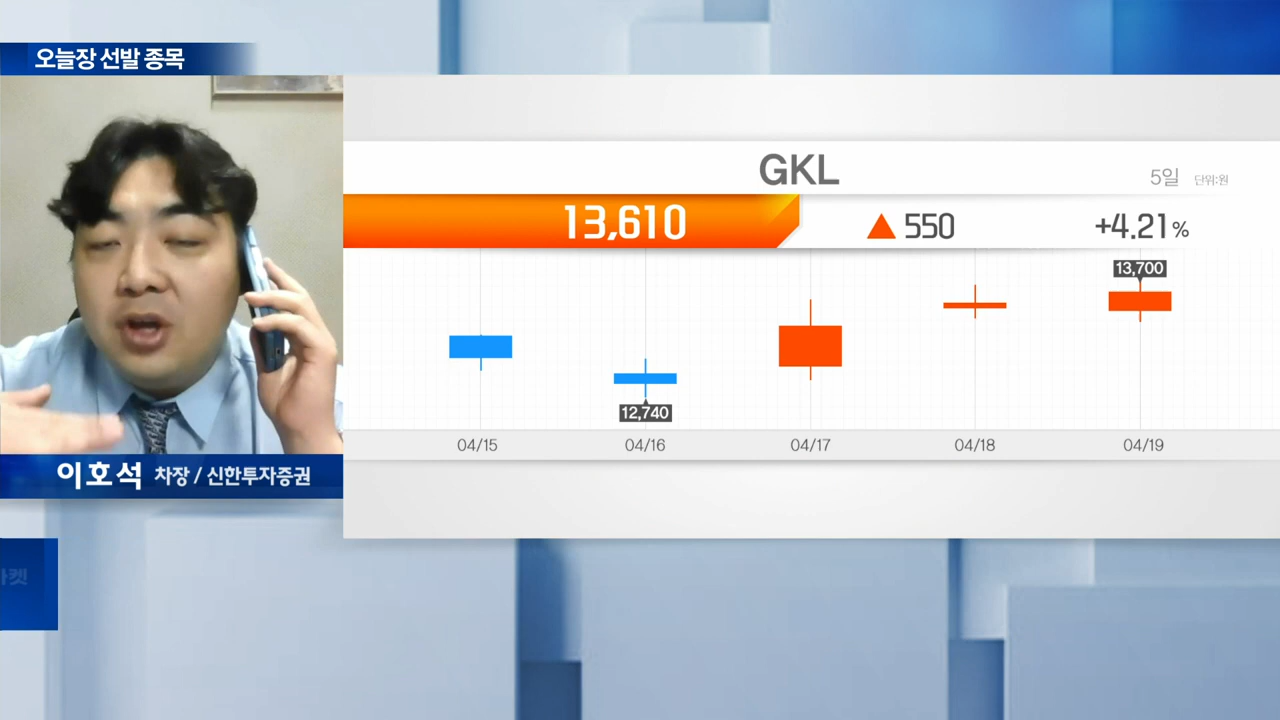 오늘장 선발 종목
GKL
5일 단위:원
13,610 ▲ 550 +4.21%
13,700
12,740
04/15 04/16 04/17 04/18 04/19
이호석 차장 / 신한투자증권